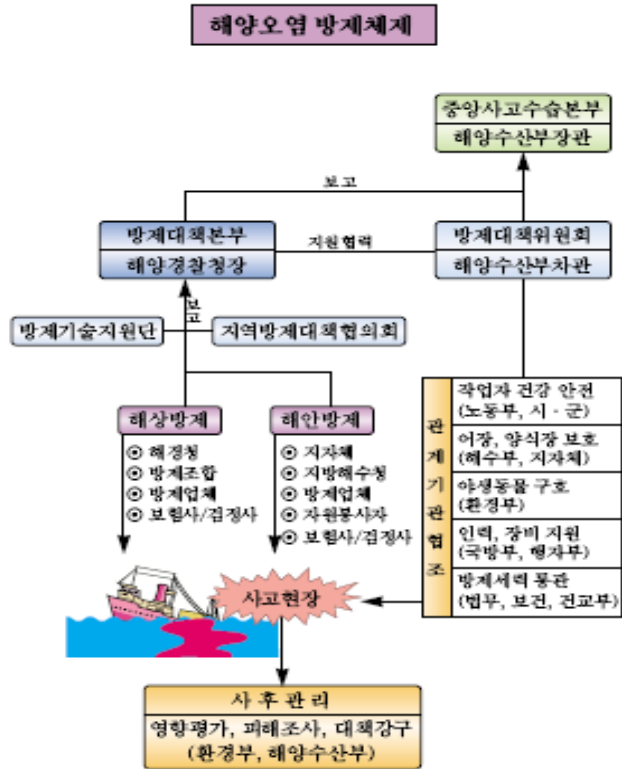 해양오염 방제체제
중앙사고수습본부
해양수산부장관
보고
방제대책본부
해양경찰청장
지원협력
방제대책위원회
해양수산부차관
보고
방제기술지원단
지역방제대책협의회
해상방제
⊙ 해경청
⊙ 방제조합
⊙ 방제업체
⊙ 보험사/검정사
해안방제
⊙ 지자체
⊙ 지방해수청
⊙ 방제업체
⊙ 자원봉사자
⊙ 보험사/검정사
관계기관협조
작업자 건강 안전
(노동부, 시·군)
어장, 양식장 보호
(해수부, 지자체)
야생동물 구호
(환경부)
인력, 장비 지원
(국방부, 행자부)
방제세력 통관
(법무, 보건, 건교부)
사고현장
사후관리
영향평가, 피해조사, 대책강구
(환경부, 해양수산부)